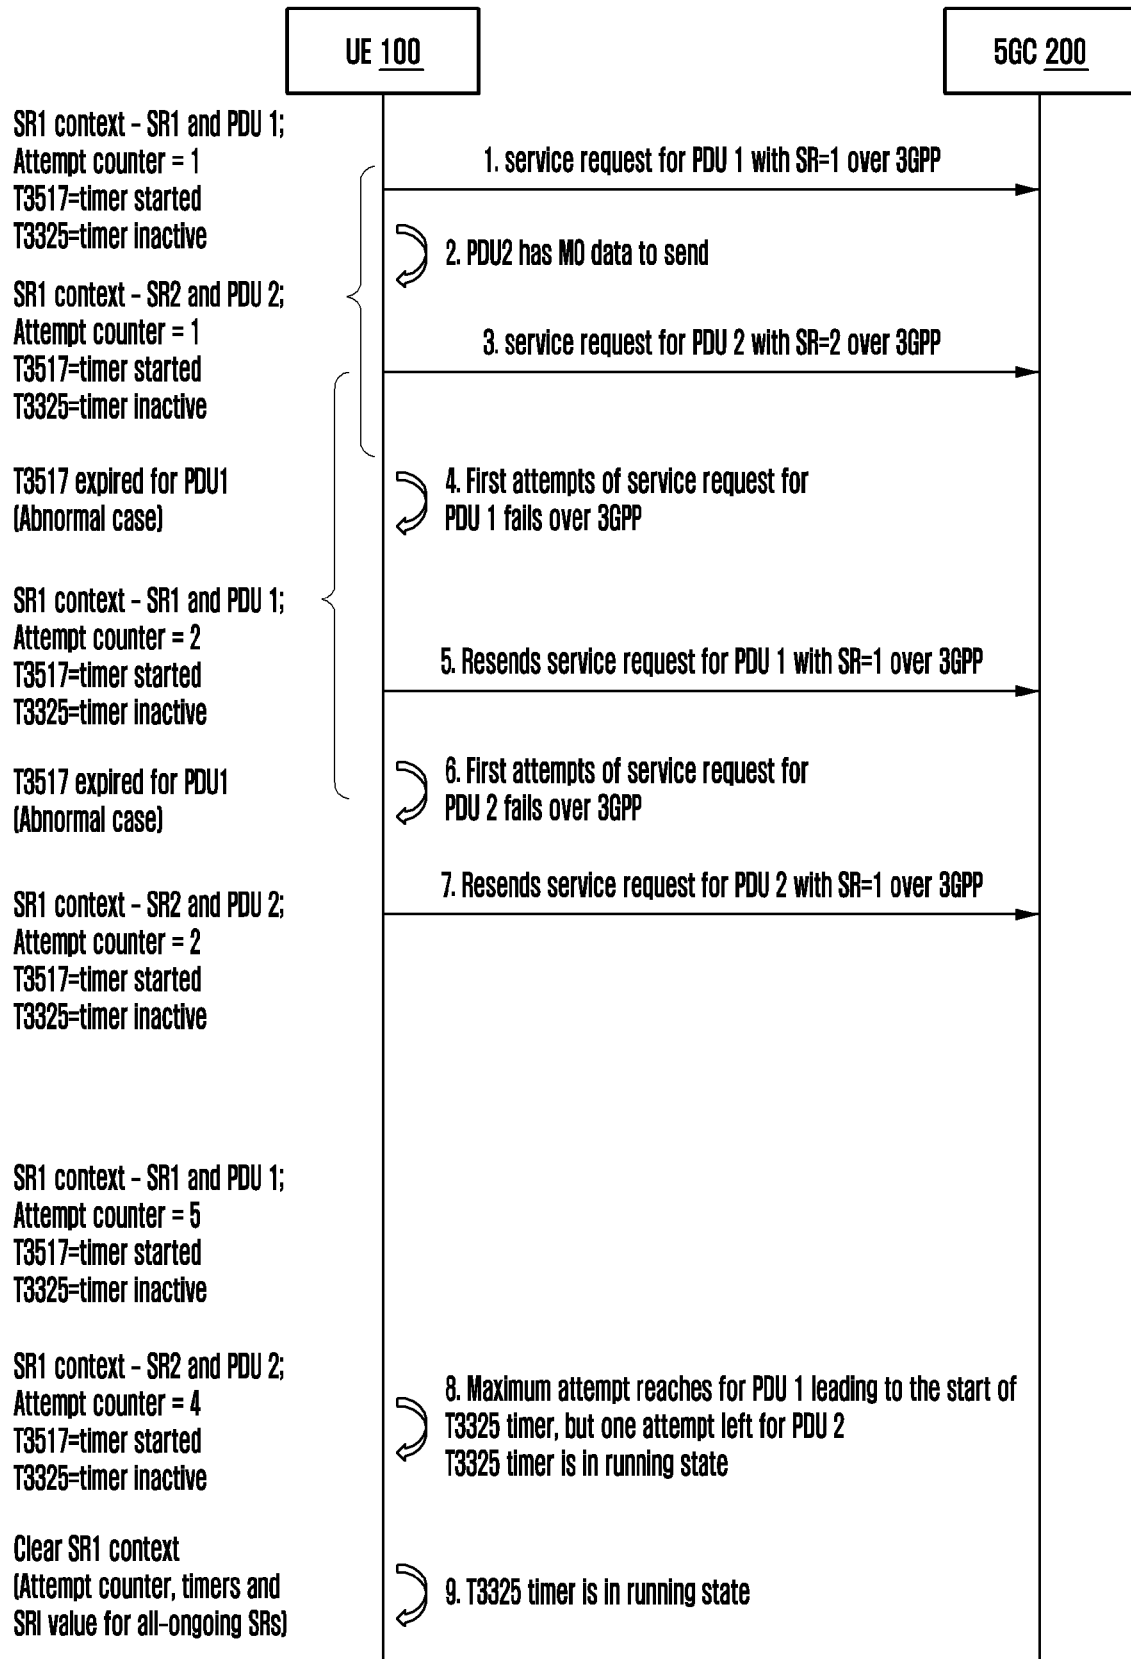 UE 100
5GC 200
SR1 context - SR1 and PDU 1;
Attempt counter = 1
T3517=timer started
T3325=timer inactive
1. service request for PDU 1 with SR=1 over 3GPP
2. PDU2 has MO data to send
SR1 context - SR2 and PDU 2;
Attempt counter = 1
T3517=timer started
T3325=timer inactive
3. service request for PDU 2 with SR=2 over 3GPP
T3517 expired for PDU1
(Abnormal case)
4. First attempts of service request for
PDU 1 fails over 3GPP
SR1 context - SR1 and PDU 1;
Attempt counter = 2
T3517=timer started
T3325=timer inactive
5. Resends service request for PDU 1 with SR=1 over 3GPP
T3517 expired for PDU1
(Abnormal case)
6. First attempts of service request for
PDU 2 fails over 3GPP
7. Resends service request for PDU 2 with SR=1 over 3GPP
SR1 context - SR2 and PDU 2;
Attempt counter = 2
T3517=timer started
T3325=timer inactive
SR1 context - SR1 and PDU 1;
Attempt counter = 5
T3517=timer started
T3325=timer inactive
SR1 context - SR2 and PDU 2;
Attempt counter = 4
T3517=timer started
T3325=timer inactive
8. Maximum attempt reaches for PDU 1 leading to the start of
T3325 timer, but one attempt left for PDU 2
T3325 timer is in running state
Clear SR1 context
(Attempt counter, timers and
SRI value for all-ongoing SRs)
9. T3325 timer is in running state